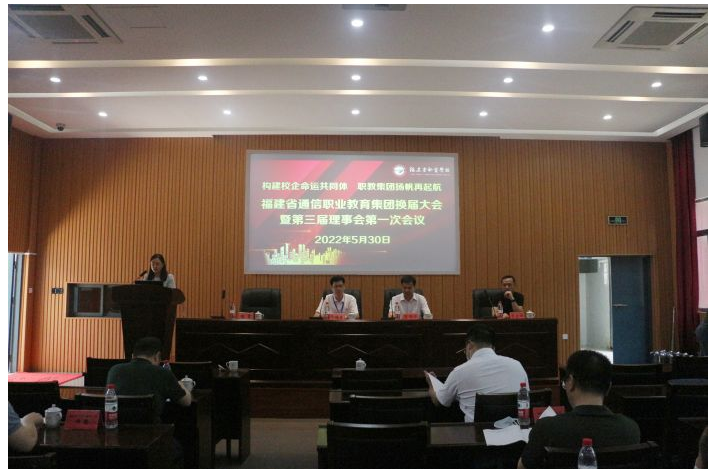 构建校企命运共同体 职教集团扬帆再起航
福建省通信职业教育集团换届大会
暨第三届理事会第一次会议
2022年5月30日